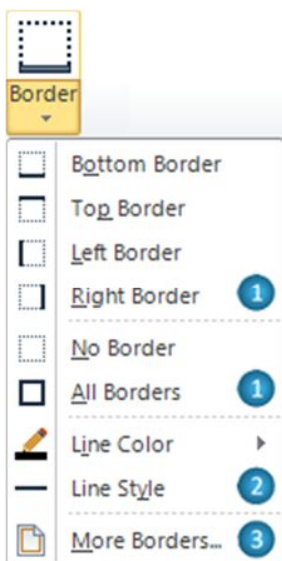 Border
Bottom Border
Top Border
Left Border
Right Border 1
No Border
All Borders 1
Line Color
Line Style 2
More Borders... 3